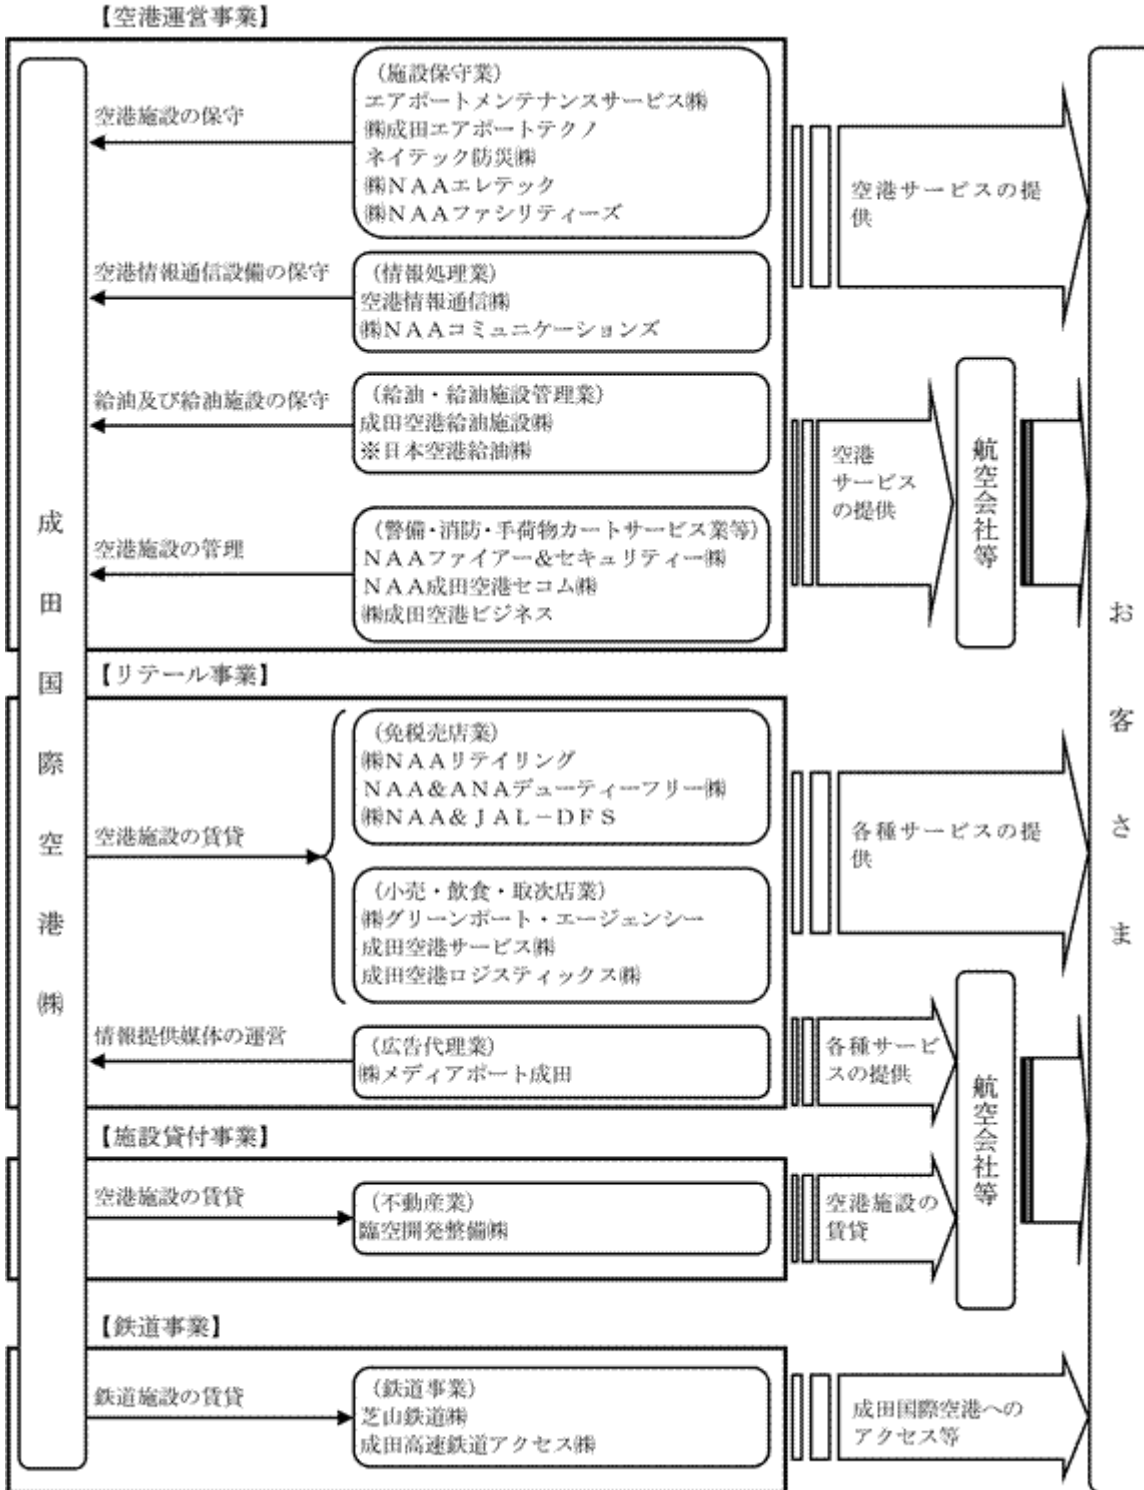 【空港運営事業】
空港施設の保守
(施設保守業)
エアポートメンテナンスサービス㈱
㈱成田エアポートテクノ
ネイテック防災㈱
㈱NAAエレテック
㈱NAAファシリティーズ
空港サービスの提
供
空港情報通信設備の保守
(情報処理業)
空港情報通信㈱
㈱NAAコミュニケーションズ
給油及び給油施設の保守
(給油・給油施設管理業)
成田空港給油施設㈱
※日本空港給油㈱
空港
サービス
の提供
航空会社等
空港施設の管理
(警備・消防・手荷物カートサービス業等)
NAAファイアー&セキュリティー㈱
NAA成田空港セコム㈱
㈱成田空港ビジネス
成田国際空港㈱
お客さま
【リテール事業】
空港施設の賃貸
(免税売店業)
㈱NAAリテイリング
NAA&ANAデューティーフリー㈱
㈱NAA&JAL-DFS
各種サービスの提
供
(小売・飲食・取次店業)
㈱グリーンポート・エージェンシー
成田空港サービス㈱
成田空港ロジスティックス㈱
情報提供媒体の運営
(広告代理業)
㈱メディアポート成田
各種サービ
スの提供
航空会社等
【施設貸付事業】
空港施設の賃貸
(不動産業)
臨空開発整備㈱
空港施設の
賃貸
【鉄道事業】
鉄道施設の賃貸
(鉄道事業)
芝山鉄道㈱
成田高速鉄道アクセス㈱
成田国際空港への
アクセス等